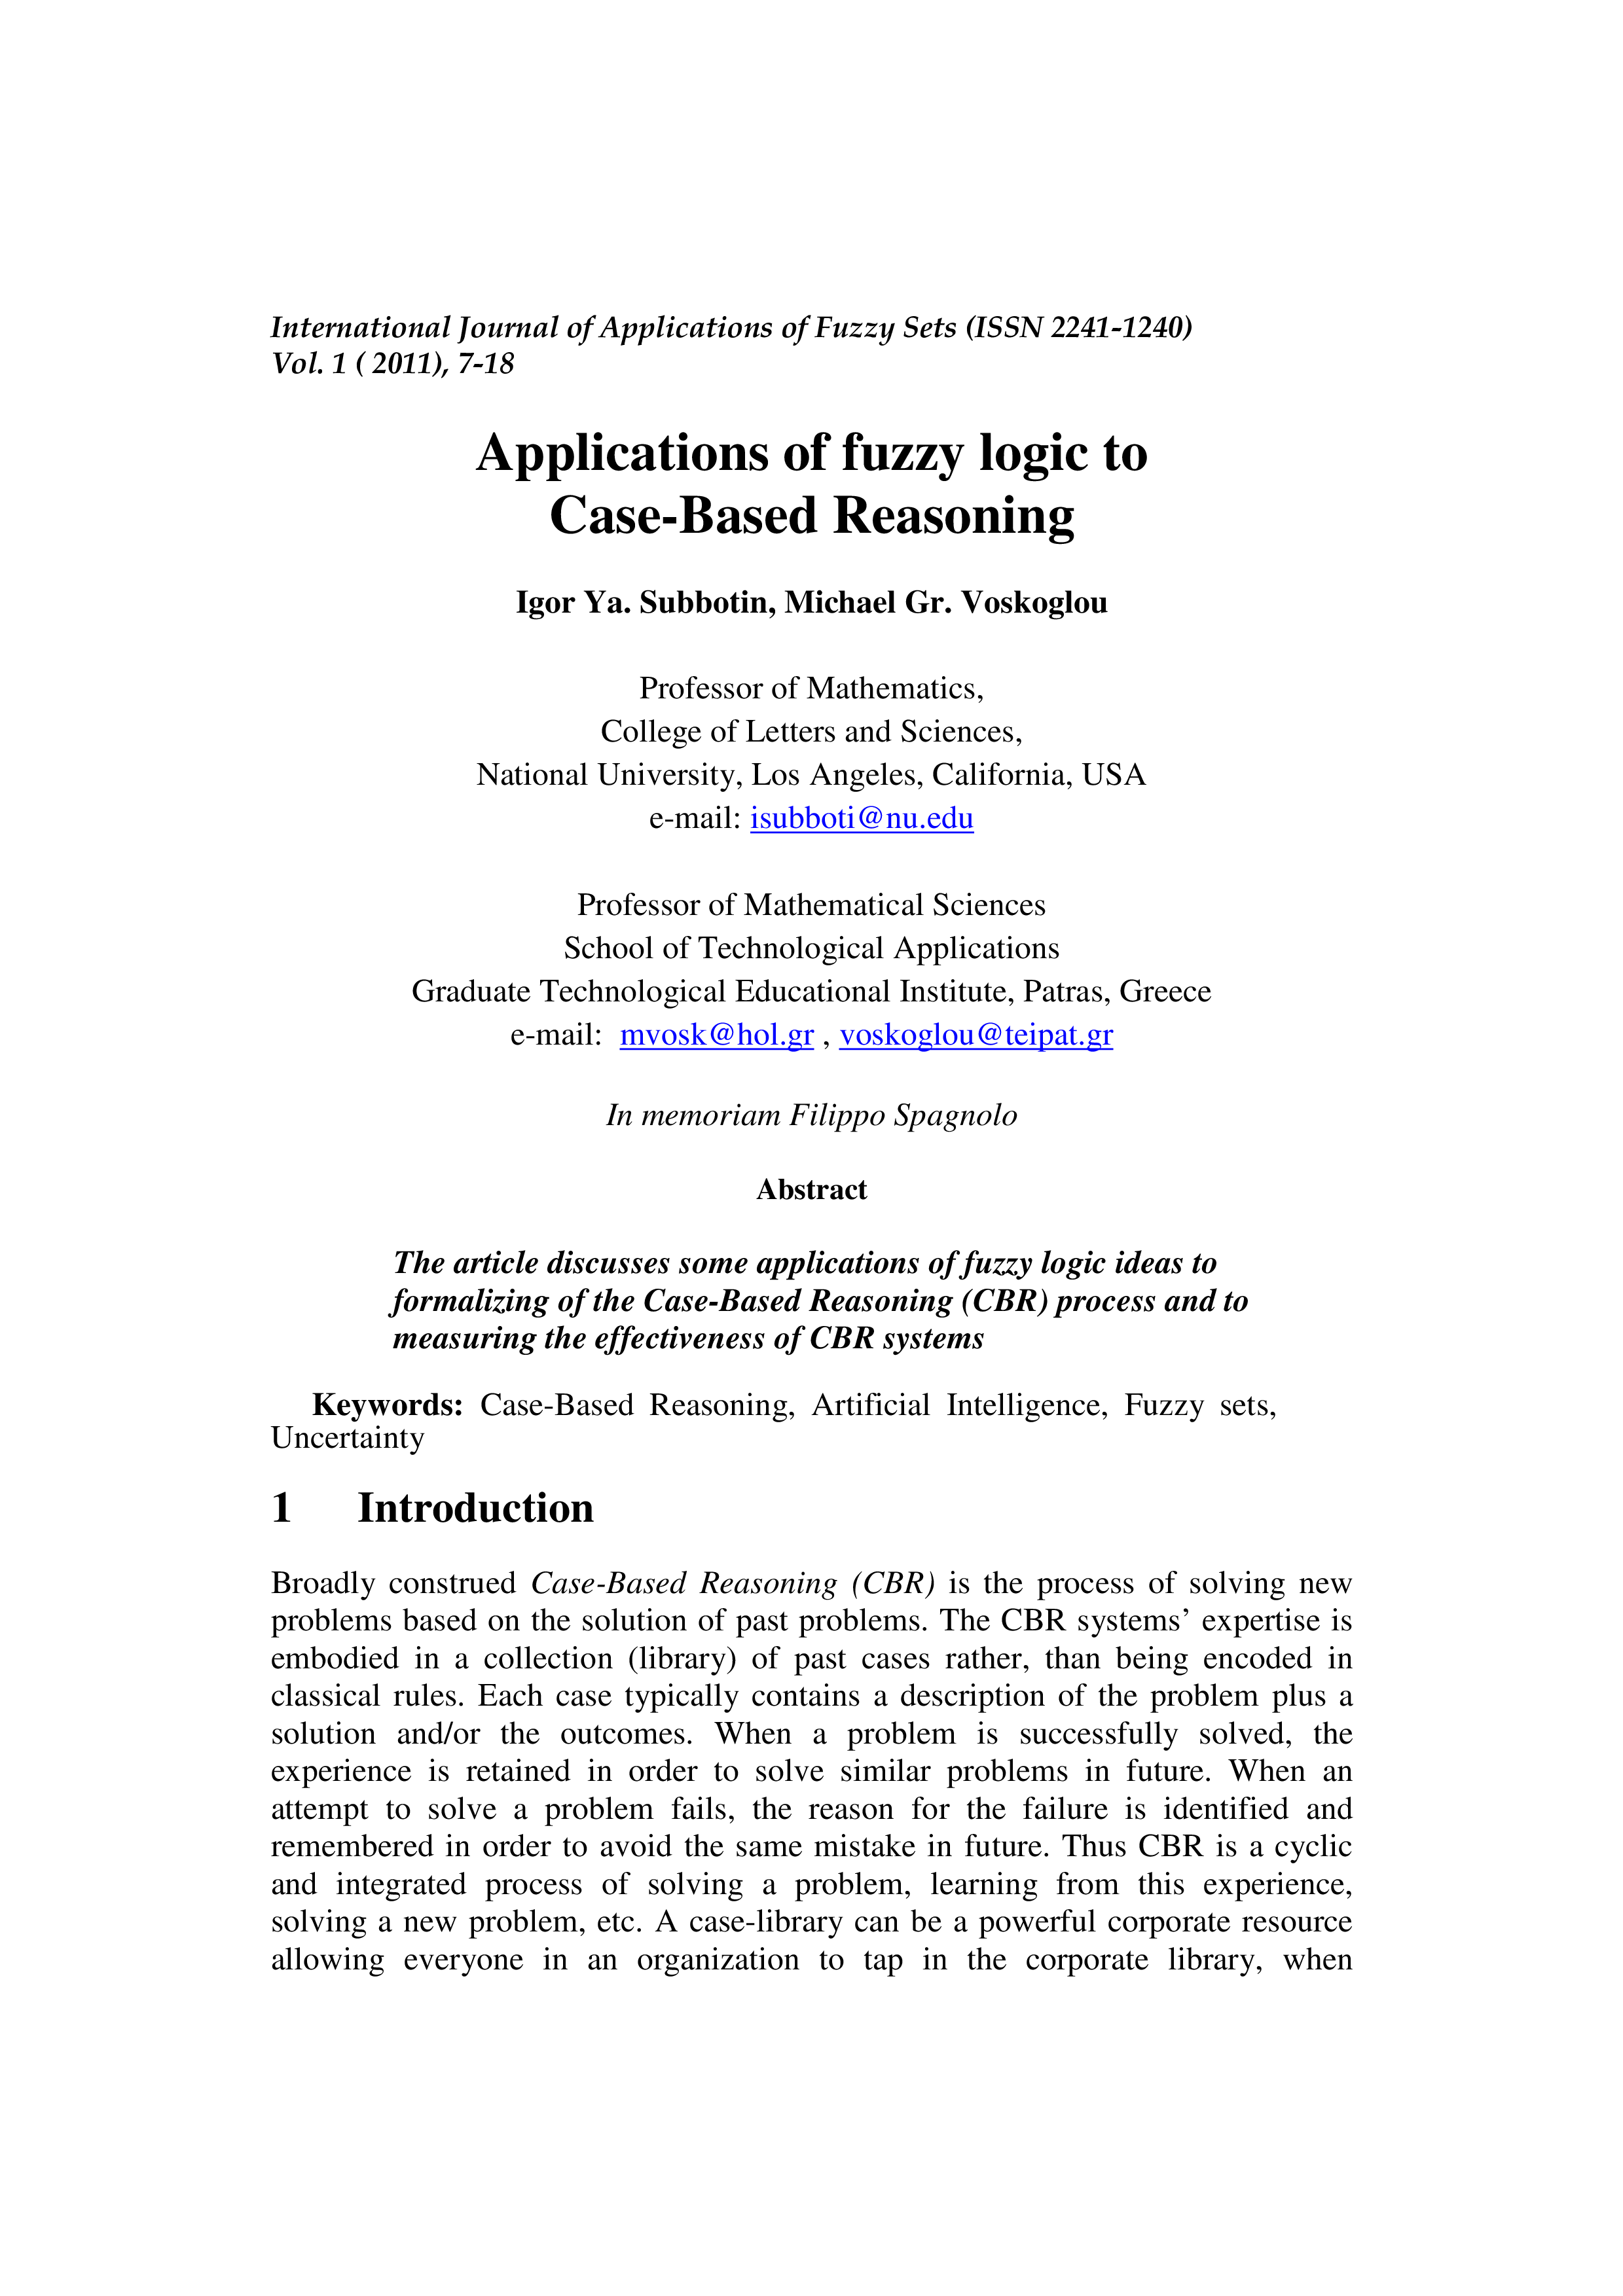 International Journal of Applications of Fuzzy Sets (ISSN 2241-1240)
Vol. 1 ( 2011), 7-18
Applications of fuzzy logic to
Case-Based Reasoning
Igor Ya. Subbotin, Michael Gr. Voskoglou
Professor of Mathematics,
College of Letters and Sciences,
National University, Los Angeles, California, USA
e-mail: isubboti@nu.edu
Professor of Mathematical Sciences
School of Technological Applications
Graduate Technological Educational Institute, Patras, Greece
e-mail: mvosk@hol.gr , voskoglou@teipat.gr
In memoriam Filippo Spagnolo
Abstract
The article discusses some applications of fuzzy logic ideas to
formalizing of the Case-Based Reasoning (CBR) process and to
measuring the effectiveness of CBR systems
Keywords: Case-Based Reasoning, Artificial Intelligence, Fuzzy sets,
Uncertainty
1 Introduction
Broadly construed Case-Based Reasoning (CBR) is the process of solving new
problems based on the solution of past problems. The CBR systems’ expertise is
embodied in a collection (library) of past cases rather, than being encoded in
classical rules. Each case typically contains a description of the problem plus a
solution and/or the outcomes. When a problem is successfully solved, the
experience is retained in order to solve similar problems in future. When an
attempt to solve a problem fails, the reason for the failure is identified and
remembered in order to avoid the same mistake in future. Thus CBR is a cyclic
and integrated process of solving a problem, learning from this experience,
solving a new problem, etc. A case-library can be a powerful corporate resource
allowing everyone in an organization to tap in the corporate library, when